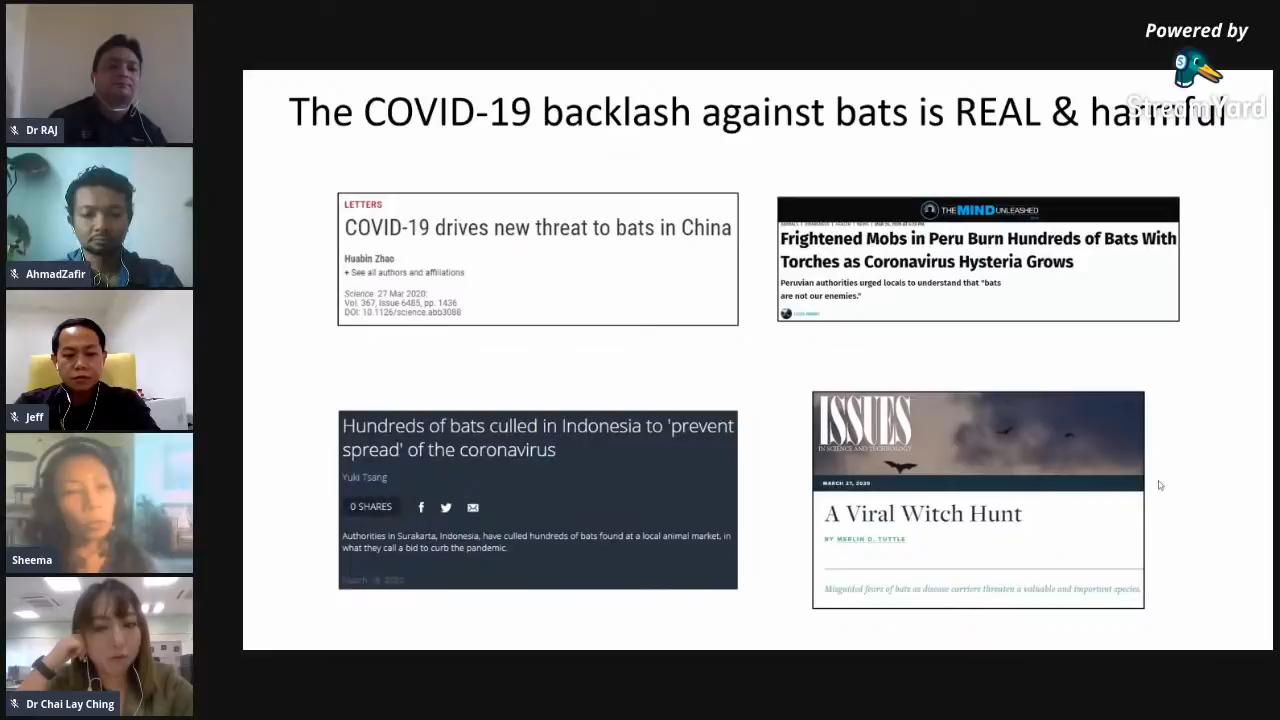 Powered by
StreamYard
The COVID-19 backlash against bats is REAL & harmful
LETTERS
COVID-19 drives new threat to bats in China
Huabin Zhao
+ See all authors and affiliations
Science 27 Mar 2020:
Vol. 367, Issue 6485, pp. 1436
DOI: 10.1126/science.abb3088
THE MIND UNLEASHED
Frightened Mobs in Peru Burn Hundreds of Bats With
Torches as Coronavirus Hysteria Grows
Peruvian authorities urged locals to understand that "bats
are not our enemies."
Hundreds of bats culled in Indonesia to 'prevent
spread' of the coronavirus
Yuki Tsang
0 SHARES
Authorities in Surakarta, Indonesia, have culled hundreds of bats found at a local animal market, in
what they call a bid to curb the pandemic.
ISSUES
IN SCIENCE AND TECHNOLOGY
MARCH 27, 2020
A Viral Witch Hunt
BY MERLIN D. TUTTLE
Misguided fears of bats as disease carriers threaten a valuable and important species.
Dr RAJ
AhmadZafir
Jeff
Sheema
Dr Chai Lay Ching